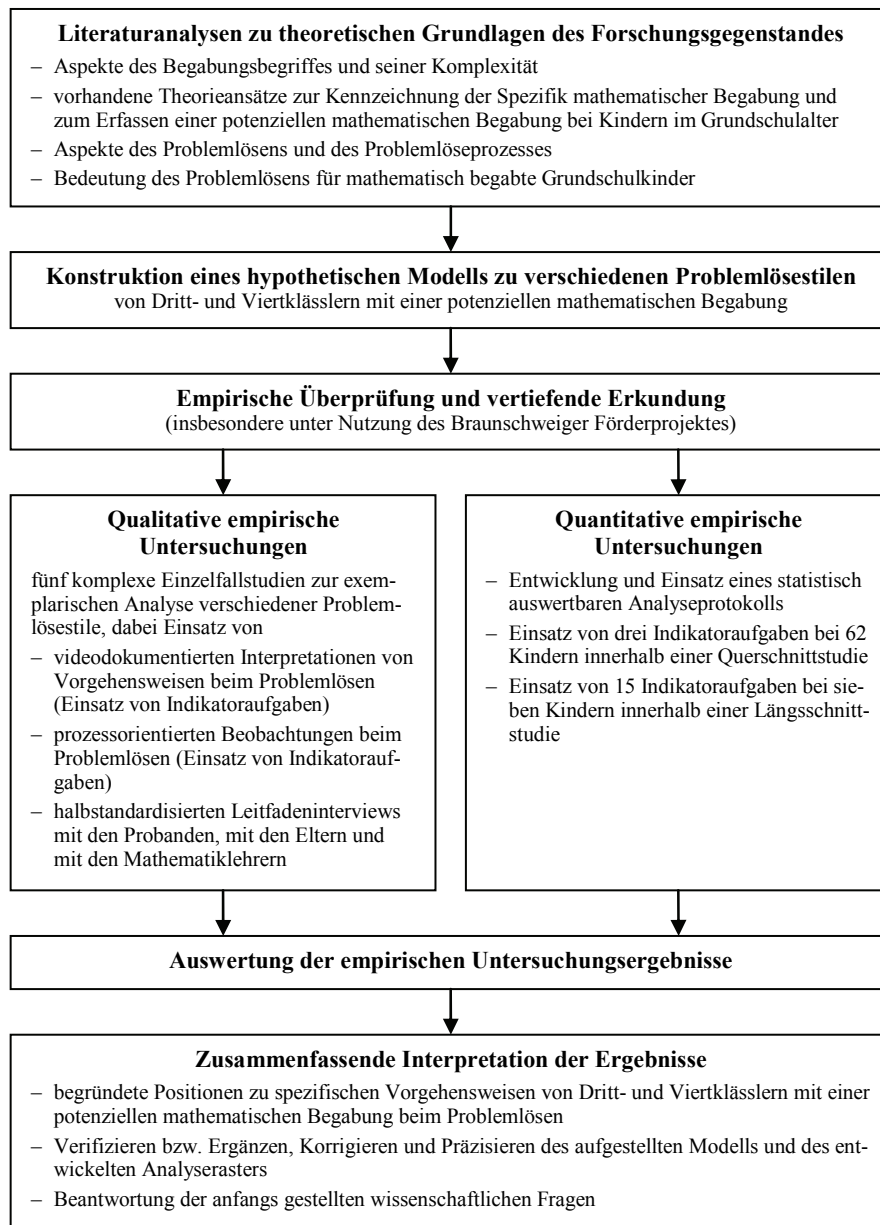 Literaturanalysen zu theoretischen Grundlagen des Forschungsgegenstandes
– Aspekte des Begabungsbegriffes und seiner Komplexität
– vorhandene Theorieansätze zur Kennzeichnung der Spezifik mathematischer Begabung und
zum Erfassen einer potenziellen mathematischen Begabung bei Kindern im Grundschulalter
– Aspekte des Problemlösens und des Problemlöseprozesses
– Bedeutung des Problemlösens für mathematisch begabte Grundschulkinder
Konstruktion eines hypothetischen Modells zu verschiedenen Problemlösestilen
von Dritt- und Viertklässlern mit einer potenziellen mathematischen Begabung
Empirische Überprüfung und vertiefende Erkundung
(insbesondere unter Nutzung des Braunschweiger Förderprojektes)
Qualitative empirische
Untersuchungen
fünf komplexe Einzelfallstudien zur exem-
plarischen Analyse verschiedener Problem-
lösestile, dabei Einsatz von
– videodokumentierten Interpretationen von
Vorgehensweisen beim Problemlösen
(Einsatz von Indikatoraufgaben)
– prozessorientierten Beobachtungen beim
Problemlösen (Einsatz von Indikatorauf-
gaben)
– halbstandardisierten Leitfadeninterviews
mit den Probanden, mit den Eltern und
mit den Mathematiklehrern
Quantitative empirische
Untersuchungen
– Entwicklung und Einsatz eines statistisch
auswertbaren Analyseprotokolls
– Einsatz von drei Indikatoraufgaben bei 62
Kindern innerhalb einer Querschnittstudie
– Einsatz von 15 Indikatoraufgaben bei sie-
ben Kindern innerhalb einer Längsschnitt-
studie
Auswertung der empirischen Untersuchungsergebnisse
Zusammenfassende Interpretation der Ergebnisse
– begründete Positionen zu spezifischen Vorgehensweisen von Dritt- und Viertklässlern mit einer
potenziellen mathematischen Begabung beim Problemlösen
– Verifizieren bzw. Ergänzen, Korrigieren und Präzisieren des aufgestellten Modells und des ent-
wickelten Analyserasters
– Beantwortung der anfangs gestellten wissenschaftlichen Fragen